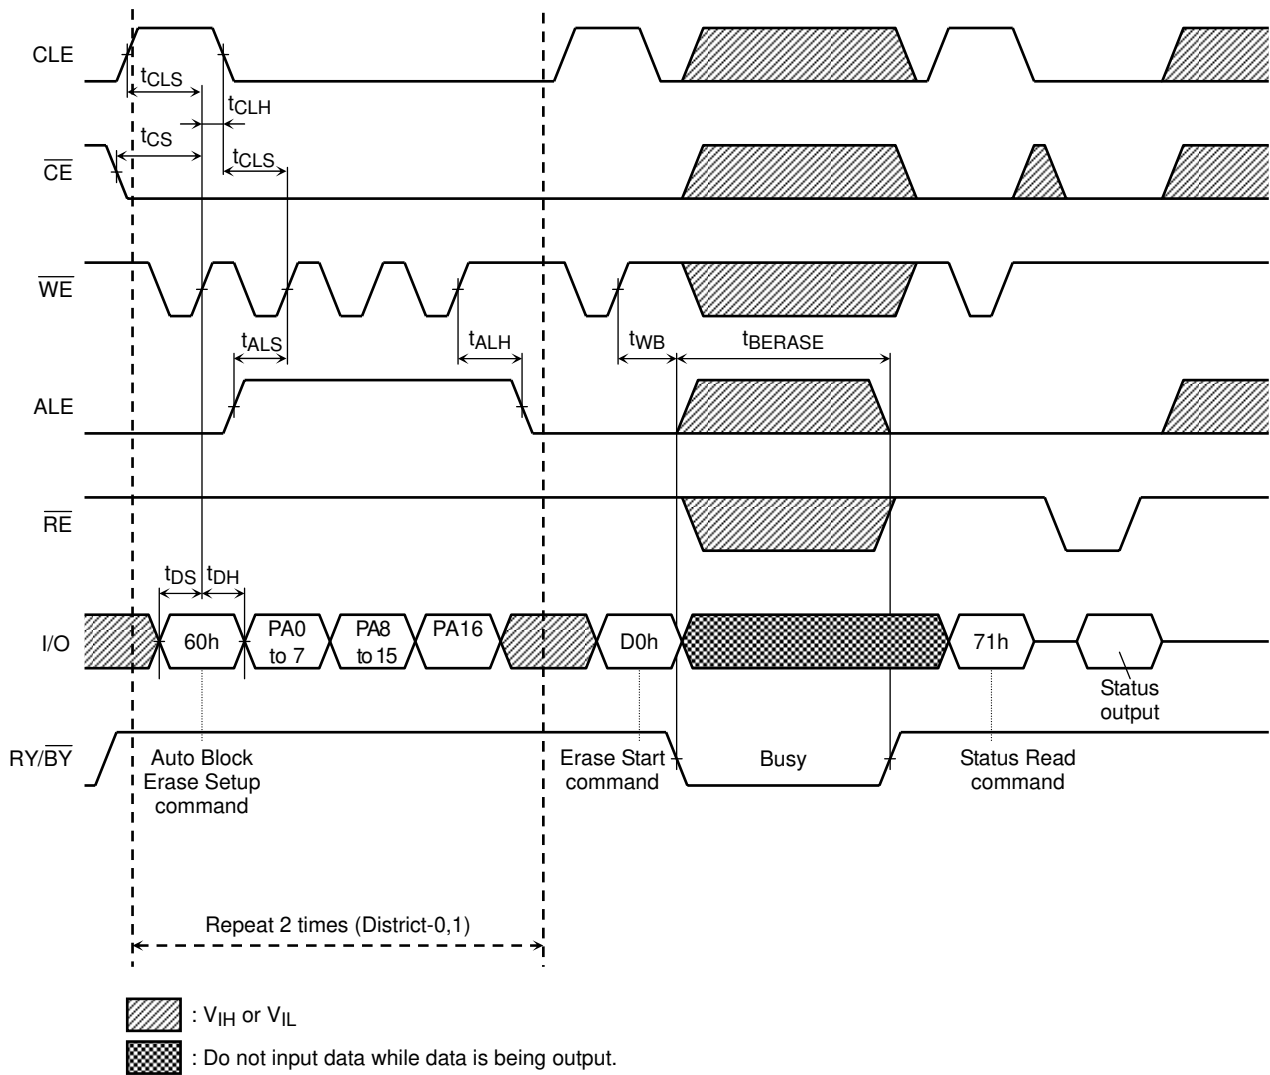 CLE
tCLS
tCLH
tCS
CE
tCLS
WE
tALS
tALH
tWB
tBERASE
ALE
RE
tDS
tDH
I/O
60h
PA0
to 7
PA8
to 15
PA16
D0h
71h
Status
output
RY/BY
Auto Block
Erase Setup
command
Erase Start
command
Busy
Status Read
command
Repeat 2 times (District-0,1)
: VIH or VIL
: Do not input data while data is being output.